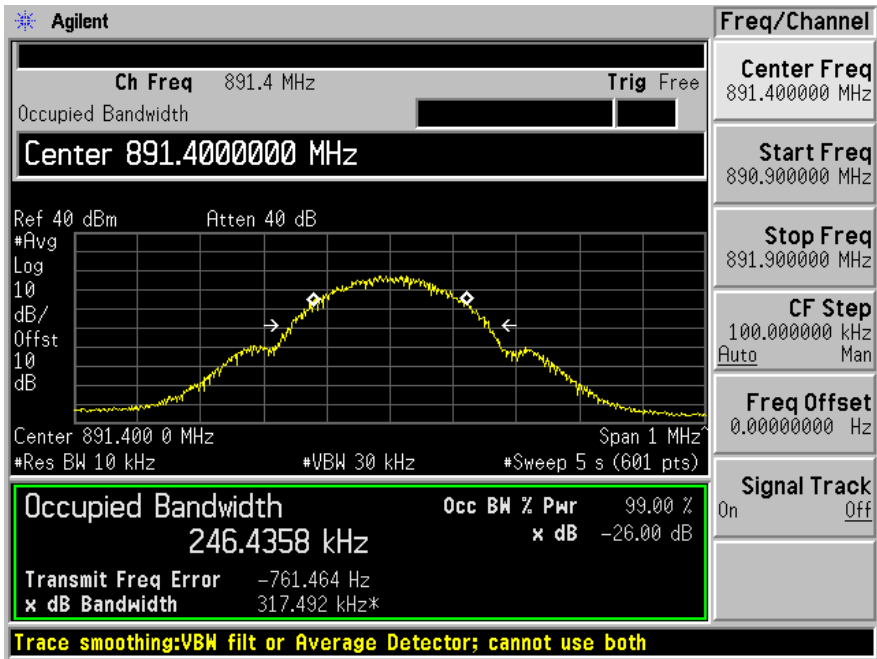 Agilent
Freq/Channel
Ch Freq 891.4 MHz Trig Free
Occupied Bandwidth
Center 891.4000000 MHz
Ref 40 dBm Atten 40 dB
#Avg
Log
10
dB/
Offst
10
dB
Center 891.400 0 MHz Span 1 MHz^
#Res BW 10 kHz #VBW 30 kHz #Sweep 5 s (601 pts)
Occupied Bandwidth Occ BW % Pwr 99.00 %
246.4358 kHz x dB -26.00 dB
Transmit Freq Error -761.464 Hz
x dB Bandwidth 317.492 kHz*
Trace smoothing:VBW filt or Average Detector; cannot use both
Center Freq
891.400000 MHz
Start Freq
890.900000 MHz
Stop Freq
891.900000 MHz
CF Step
100.000000 kHz
Auto Man
Freq Offset
0.00000000 Hz
Signal Track
On Off